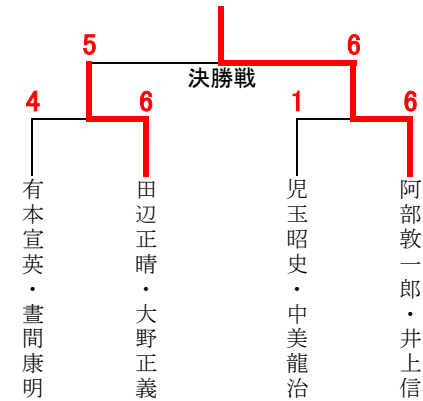 5
6
決勝戦
4
6
1
6
有本宣英・晝間康明
田辺正晴・大野正義
児玉昭史・中美龍治
阿部敦一郎・井上信